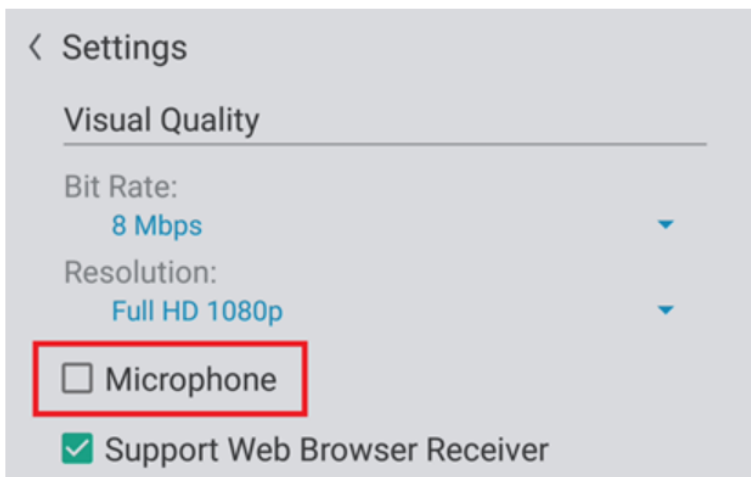 Settings
Visual Quality
Bit Rate:
8 Mbps
Resolution:
Full HD 1080p
Microphone
Support Web Browser Receiver